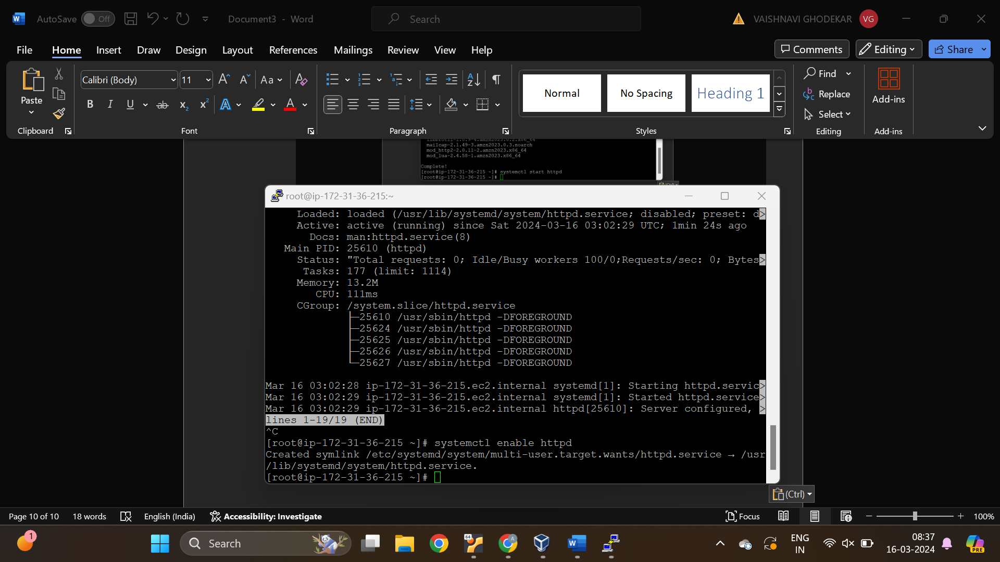 AutoSave Off Document3 - Word Search VAISHNAVI GHODEKAR VG
File Home Insert Draw Design Layout References Mailings Review View Help Comments Editing Share
Paste
Calibri (Body) 11
Normal No Spacing Heading 1
Find
Replace
Select
Add-ins
Clipboard Font Paragraph Styles Editing Add-ins
mailcap-2.1.49-3.amzn2023.0.3.noarch
mod_http2-2.0.11-2.amzn2023.x86_64
mod_lua-2.4.58-1.amzn2023.x86_64
Complete!
[root@ip-172-31-36-215 ~]# systemctl start httpd
[root@ip-172-31-36-215 ~]#
root@ip-172-31-36-215:~
Loaded: loaded (/usr/lib/systemd/system/httpd.service; disabled; preset: d>
Active: active (running) since Sat 2024-03-16 03:02:29 UTC; 1min 24s ago
Docs: man:httpd.service(8)
Main PID: 25610 (httpd)
Status: "Total requests: 0; Idle/Busy workers 100/0;Requests/sec: 0; Bytes>
Tasks: 177 (limit: 1114)
Memory: 13.2M
CPU: 111ms
CGroup: /system.slice/httpd.service
├─25610 /usr/sbin/httpd -DFOREGROUND
├─25624 /usr/sbin/httpd -DFOREGROUND
├─25625 /usr/sbin/httpd -DFOREGROUND
├─25626 /usr/sbin/httpd -DFOREGROUND
└─25627 /usr/sbin/httpd -DFOREGROUND
Mar 16 03:02:28 ip-172-31-36-215.ec2.internal systemd[1]: Starting httpd.servic>
Mar 16 03:02:29 ip-172-31-36-215.ec2.internal systemd[1]: Started httpd.service>
Mar 16 03:02:29 ip-172-31-36-215.ec2.internal httpd[25610]: Server configured, >
lines 1-19/19 (END)
^C
[root@ip-172-31-36-215 ~]# systemctl enable httpd
Created symlink /etc/systemd/system/multi-user.target.wants/httpd.service → /usr
/lib/systemd/system/httpd.service.
[root@ip-172-31-36-215 ~]#
(Ctrl)
Page 10 of 10 18 words English (India) Accessibility: Investigate Focus 100%
1 Search 64 A ENG
IN
08:37
16-03-2024
PRE